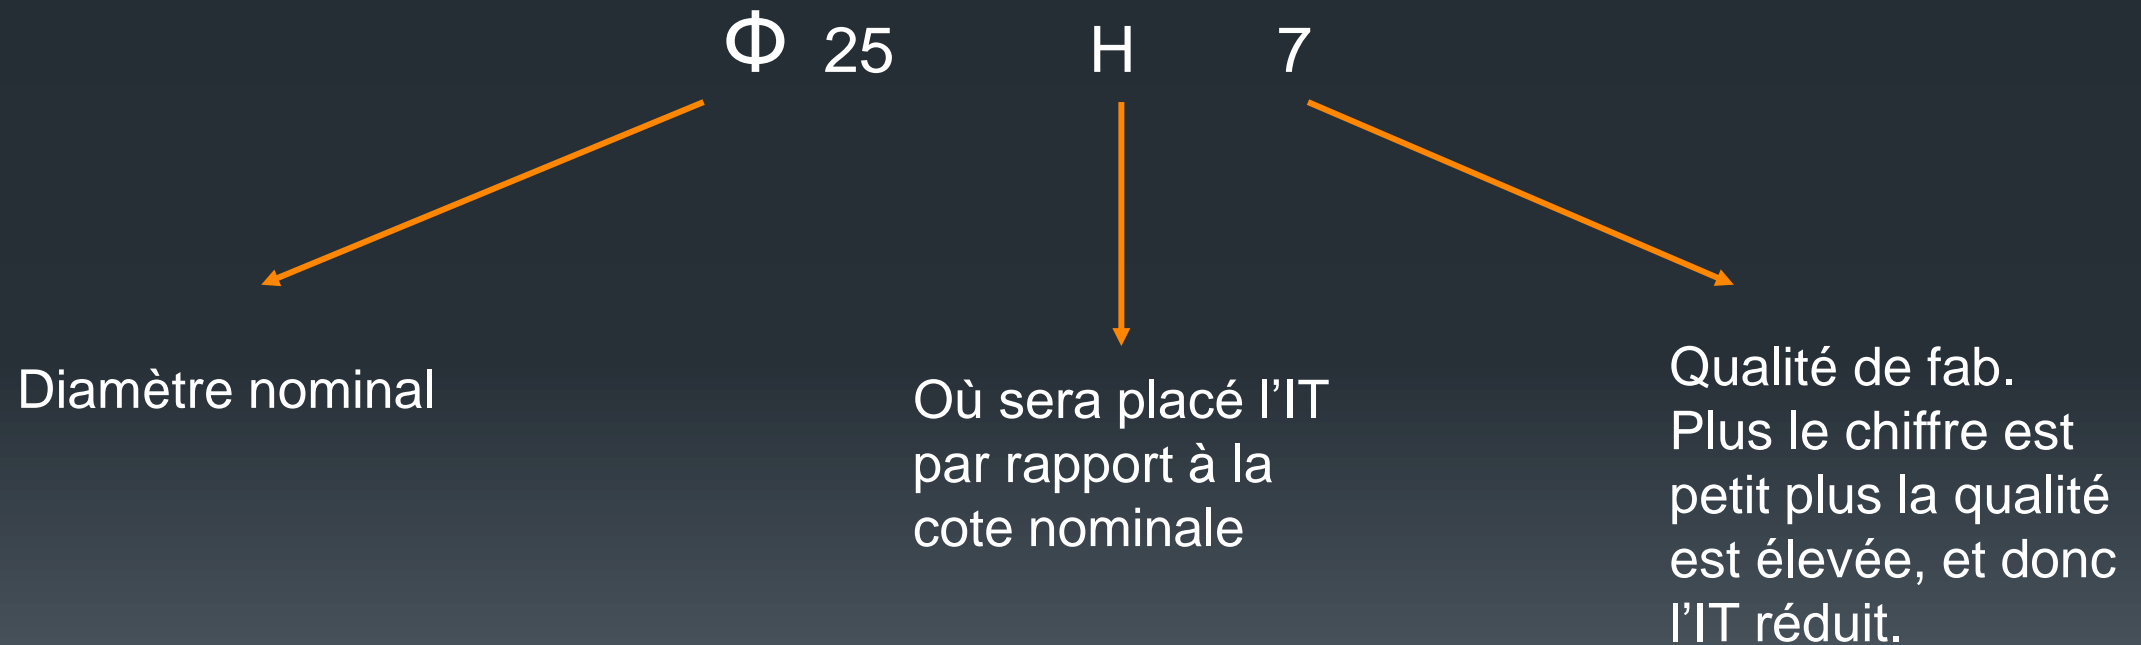 Φ 25 H 7
Diamètre nominal
Où sera placé l’IT
par rapport à la
cote nominale
Qualité de fab.
Plus le chiffre est
petit plus la qualité
est élevée, et donc
l’IT réduit.